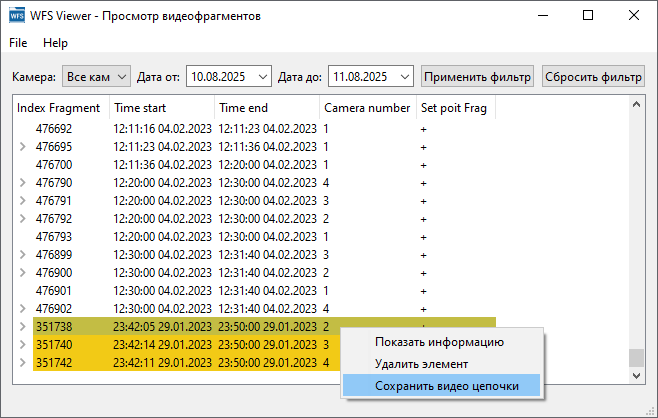 WFS WFS Viewer - Просмотр видеофрагментов
File Help
Камера: Все кам Дата от: 10.08.2025 Дата до: 11.08.2025 Применить фильтр Сбросить фильтр
Index Fragment Time start Time end Camera number Set poit Frag
476692 12:11:16 04.02.2023 12:11:23 04.02.2023 1 +
476695 12:11:23 04.02.2023 12:11:36 04.02.2023 1 +
476700 12:11:36 04.02.2023 12:20:00 04.02.2023 1 +
476790 12:20:00 04.02.2023 12:30:00 04.02.2023 4 +
476791 12:20:00 04.02.2023 12:30:00 04.02.2023 3 +
476792 12:20:00 04.02.2023 12:30:00 04.02.2023 2 +
476793 12:20:00 04.02.2023 12:30:00 04.02.2023 1 +
476899 12:30:00 04.02.2023 12:31:40 04.02.2023 3 +
476900 12:30:00 04.02.2023 12:31:40 04.02.2023 2 +
476901 12:30:00 04.02.2023 12:31:40 04.02.2023 1 +
476902 12:30:00 04.02.2023 12:31:40 04.02.2023 4 +
351738 23:42:05 29.01.2023 23:50:00 29.01.2023 2 +
351740 23:42:14 29.01.2023 23:50:00 29.01.2023 3
351742 23:42:11 29.01.2023 23:50:00 29.01.2023 4
Показать информацию
Удалить элемент
Сохранить видео цепочки